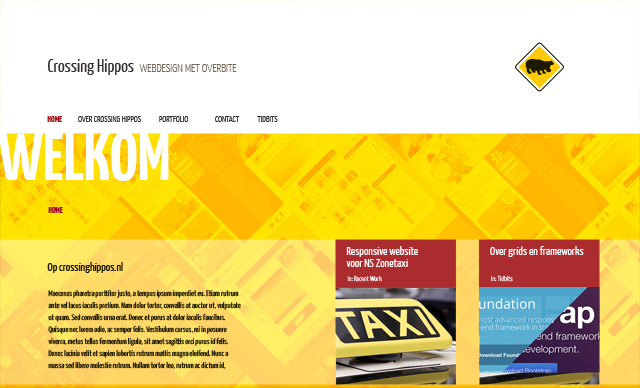 Crossing Hippos WEBDESIGN MET OVERBITE
HOME OVER CROSSING HIPPOS PORTFOLIO CONTACT TIDBITS
WELKOM
HOME
Op crossinghippos.nl
Maecenas pharetra porttitor justo, a tempus ipsum imperdiet eu. Etiam rutrum
ante vel lacus iaculis pretium. Nam dolor tortor, convallis at auctor ut, vulputate
ut quam. Sed convallis urna erat. Donec et purus at dolor iaculis faucibus.
Quisque nec lorem odio, ac semper felis. Vestibulum cursus, mi in posuere
viverra, metus tellus fermentum ligula, sit amet sagittis orci purus id felis.
Donec lacinia velit et sapien lobortis rutrum mattis magna eleifend. Nunc a
massa sed libero molestie rutrum. Nullam tortor leo, rutrum ac dictum id,
Responsive website
voor NS Zonetaxi
In: Recent Work
TAXI
Over grids en frameworks
In: Tidbits
undation
most advanced respons
end framework in th
Download Found
ap
end framework
development.
Download Bootstrap